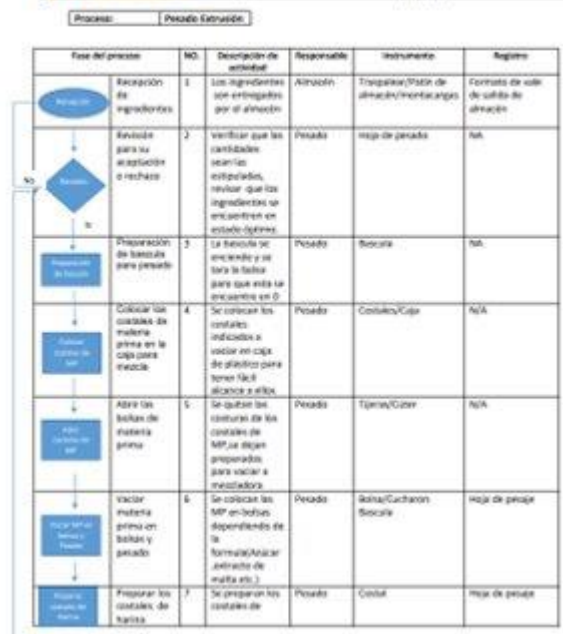 Proceso: Pesado Extrusión
Fase del proceso NO. Descripción de actividad Responsable Instrumento Registro
Recepción de ingredientes 1 Los ingredientes son entregados por el almacén Almacén Traspalear/Patín de almacén/montacargas Formato de vale de salida de almacén
No
Revisión para su aceptación o rechazo 2 Verificar que las cantidades sean las estipuladas, revisar que los ingredientes se encuentren en estado óptimo. Pesado Hoja de pesado NA
Si
Preparación de bascula
Preparación de bascula para pesado 3 La bascula se enciende y se tara la bolsa para que esta se encuentre en 0 Pesado Bascula NA
Colocar los costales de materia prima en la caja para mezcla 4 Se colocan los costales indicados a vaciar en caja de plástico para tener fácil alcance a ellos Pesado Costales/Caja N/A
Abrir las bolsas de materia prima 5 Se quitan las costuras de los costales de MP, se dejan preparados para vaciar a mezcladora Pesado Tijeras/Cúter N/A
Vaciar materia prima en bolsas y pesado 6 Se colocan las MP en bolsas dependiendo de la formula(Azúcar ,extracto de malta etc.) Pesado Bolsa/Cucharon Bascula Hoja de pesaje
Preparar los costales de harina 7 Se preparan los costales de Pesado Costal Hoja de pesaje